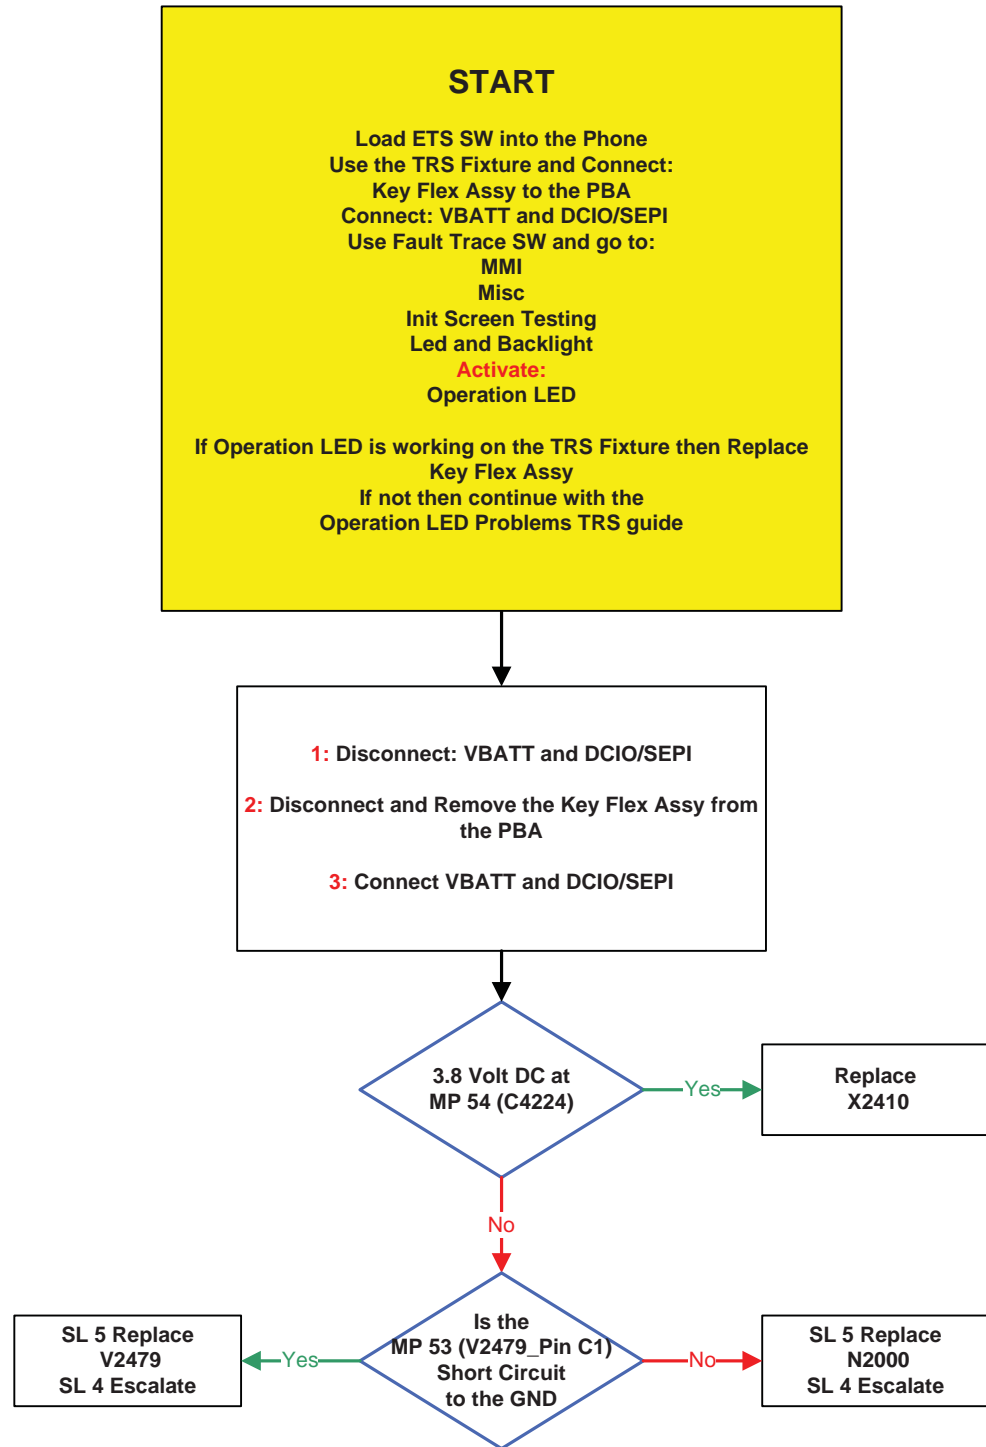 START
Load ETS SW into the Phone
Use the TRS Fixture and Connect:
Key Flex Assy to the PBA
Connect: VBATT and DCIO/SEPI
Use Fault Trace SW and go to:
MMI
Misc
Init Screen Testing
Led and Backlight
Activate:
Operation LED
If Operation LED is working on the TRS Fixture then Replace
Key Flex Assy
If not then continue with the
Operation LED Problems TRS guide
1: Disconnect: VBATT and DCIO/SEPI
2: Disconnect and Remove the Key Flex Assy from
the PBA
3: Connect VBATT and DCIO/SEPI
3.8 Volt DC at
MP 54 (C4224)
Yes
Replace
X2410
No
Is the
MP 53 (V2479_Pin C1)
Short Circuit
to the GND
Yes
SL 5 Replace
V2479
SL 4 Escalate
No
SL 5 Replace
N2000
SL 4 Escalate